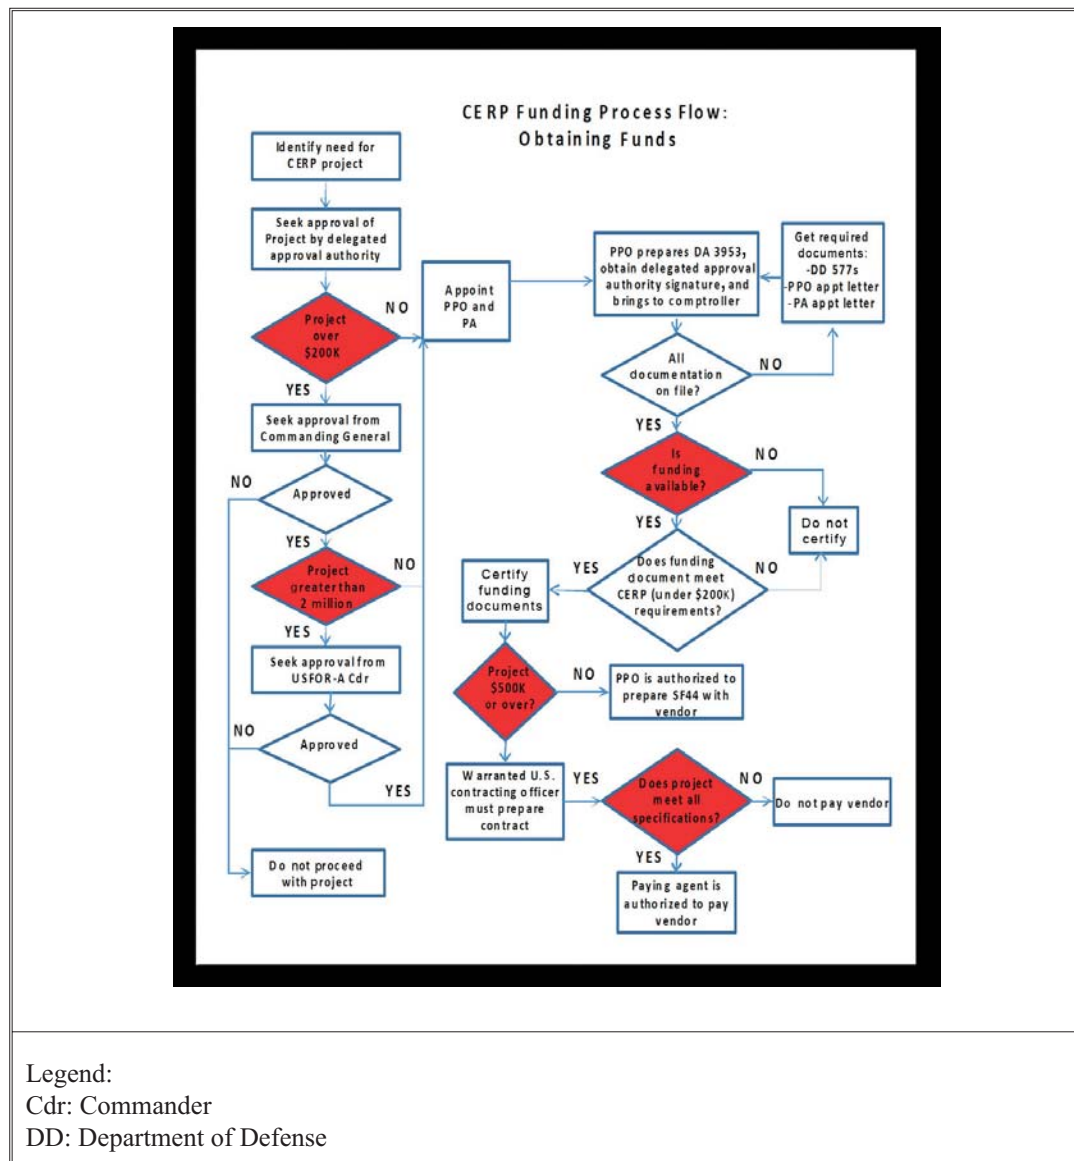 CERP Funding Process Flow:
Obtaining Funds
Identify need for
CERP project
Seek approval of
Project by delegated
approval authority
Project
over
$200K
NO
YES
Seek approval from
Commanding General
NO
Approved
YES
Project
greater than
2 million
NO
YES
Seek approval from
USFOR-A Cdr
NO
Approved
YES
Do not proceed
with project
Appoint
PPO and
PA
PPO prepares DA 3953,
obtain delegated approval
authority signature, and
brings to comptroller
Get required
documents:
-DD 577s
-PPO appt letter
-PA appt letter
All
documentation
on file?
NO
YES
Is
funding
available?
NO
YES
Do not
certify
Does funding
document meet
CERP (under $200K)
requirements?
NO
YES
Certify
funding
documents
Project
$500K
or over?
NO
PPO is authorized to
prepare SF44 with
vendor
Warranted U.S.
contracting officer
must prepare
contract
YES
Does project
meet all
specifications?
NO
Do not pay vendor
YES
Paying agent is
authorized to pay
vendor
Legend:
Cdr: Commander
DD: Department of Defense